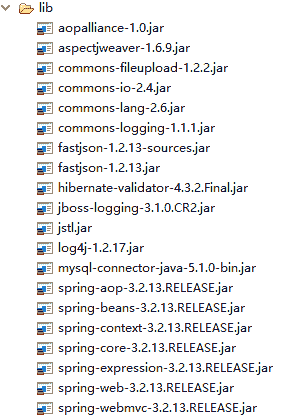 lib
aopalliance-1.0.jar
aspectjweaver-1.6.9.jar
commons-fileupload-1.2.2.jar
commons-io-2.4.jar
commons-lang-2.6.jar
commons-logging-1.1.1.jar
fastjson-1.2.13-sources.jar
fastjson-1.2.13.jar
hibernate-validator-4.3.2.Final.jar
jboss-logging-3.1.0.CR2.jar
jstl.jar
log4j-1.2.17.jar
mysql-connector-java-5.1.0-bin.jar
spring-aop-3.2.13.RELEASE.jar
spring-beans-3.2.13.RELEASE.jar
spring-context-3.2.13.RELEASE.jar
spring-core-3.2.13.RELEASE.jar
spring-expression-3.2.13.RELEASE.jar
spring-web-3.2.13.RELEASE.jar
spring-webmvc-3.2.13.RELEASE.jar